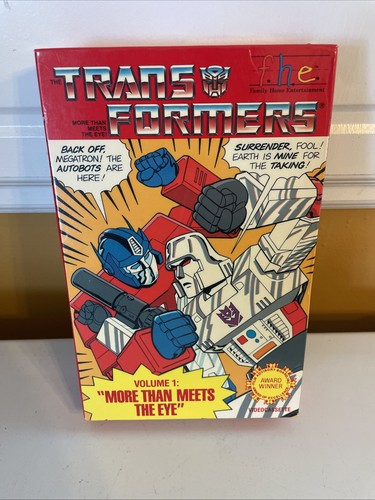 f.h.e.
Family Home Entertainment
THE TRANS
FORMERS®
MORE THAN
MEETS
THE EYE!
BACK OFF,
MEGATRON! THE
AUTOBOTS ARE
HERE!
SURRENDER, FOOL!
EARTH IS MINE FOR
THE TAKING!
VOLUME 1:
"MORE THAN MEETS
THE EYE"
AWARD
WINNER
VIDEOCASSETTE